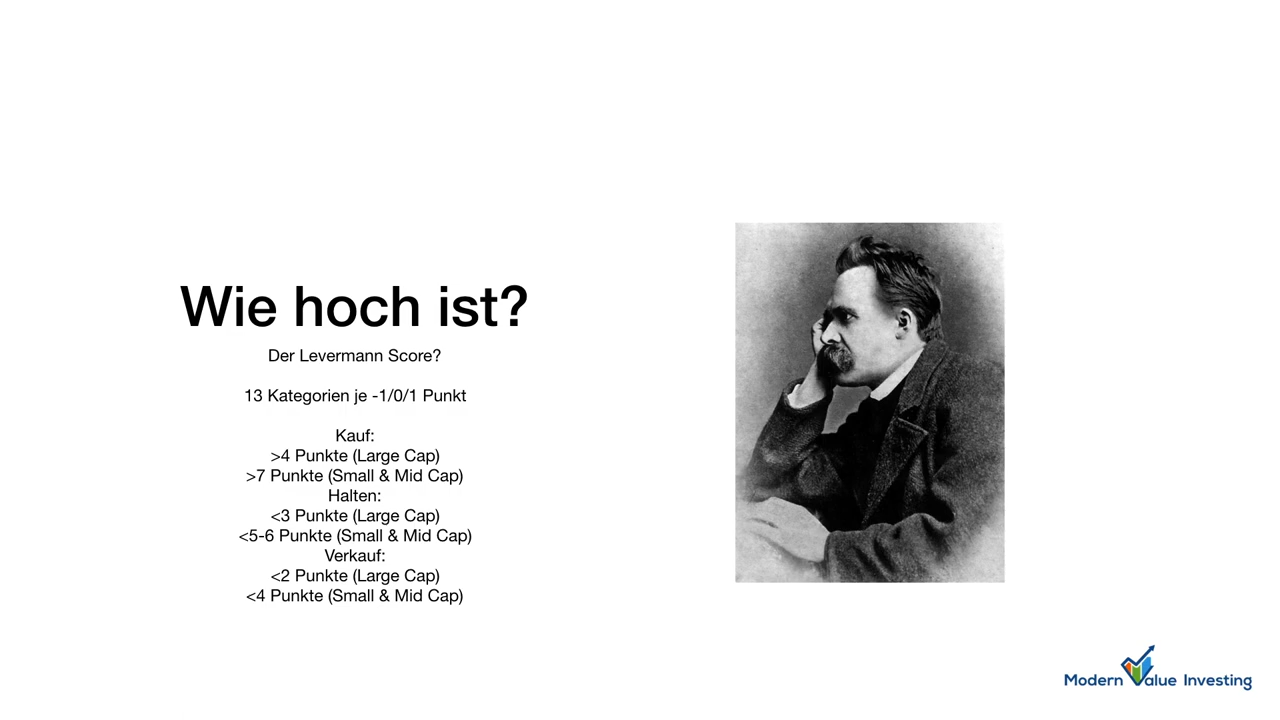 Wie hoch ist?
Der Levermann Score?
13 Kategorien je -1/0/1 Punkt
Kauf:
>4 Punkte (Large Cap)
>7 Punkte (Small & Mid Cap)
Halten:
<3 Punkte (Large Cap)
<5-6 Punkte (Small & Mid Cap)
Verkauf:
<2 Punkte (Large Cap)
<4 Punkte (Small & Mid Cap)
Modern Value Investing